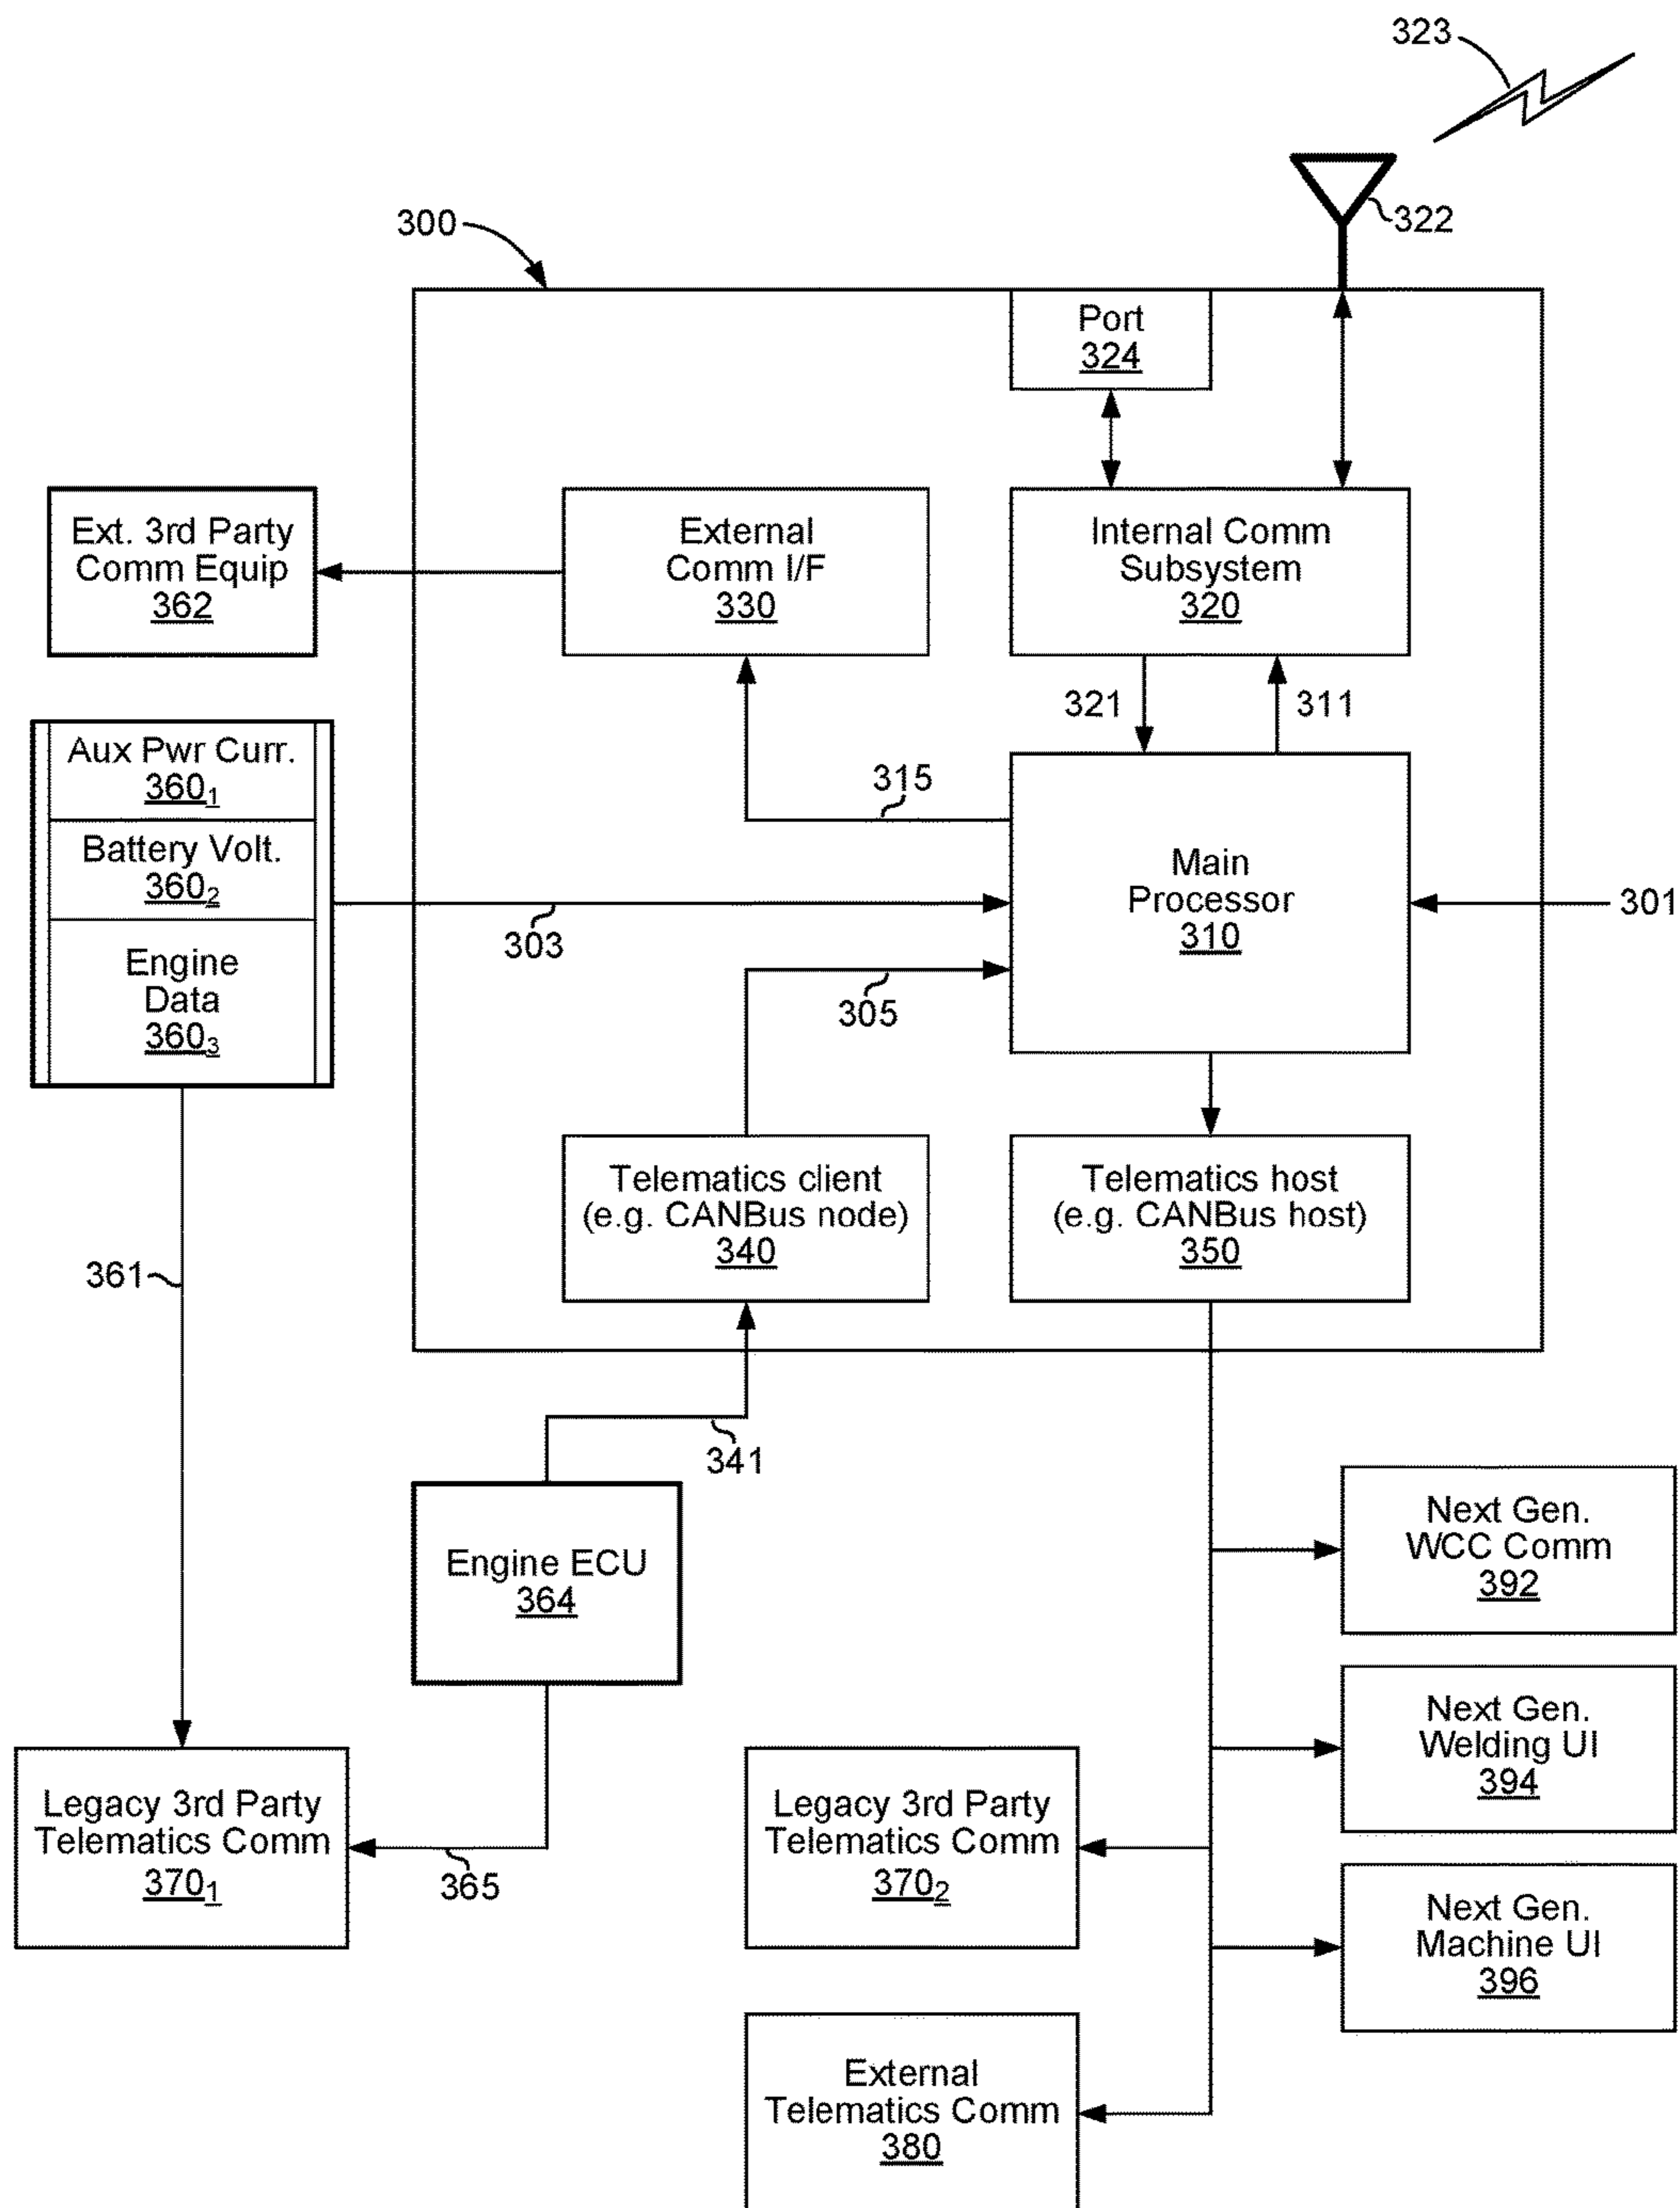 323
322
300
Port
324
Ext. 3rd Party
Comm Equip
362
External
Comm I/F
330
Internal Comm
Subsystem
320
321
311
Aux Pwr Curr.
360₁
Battery Volt.
360₂
Engine
Data
360₃
315
Main
Processor
310
301
303
305
Telematics client
(e.g. CANBus node)
340
Telematics host
(e.g. CANBus host)
350
361
341
Engine ECU
364
Next Gen.
WCC Comm
392
Next Gen.
Welding UI
394
Legacy 3rd Party
Telematics Comm
370₁
365
Legacy 3rd Party
Telematics Comm
370₂
Next Gen.
Machine UI
396
External
Telematics Comm
380